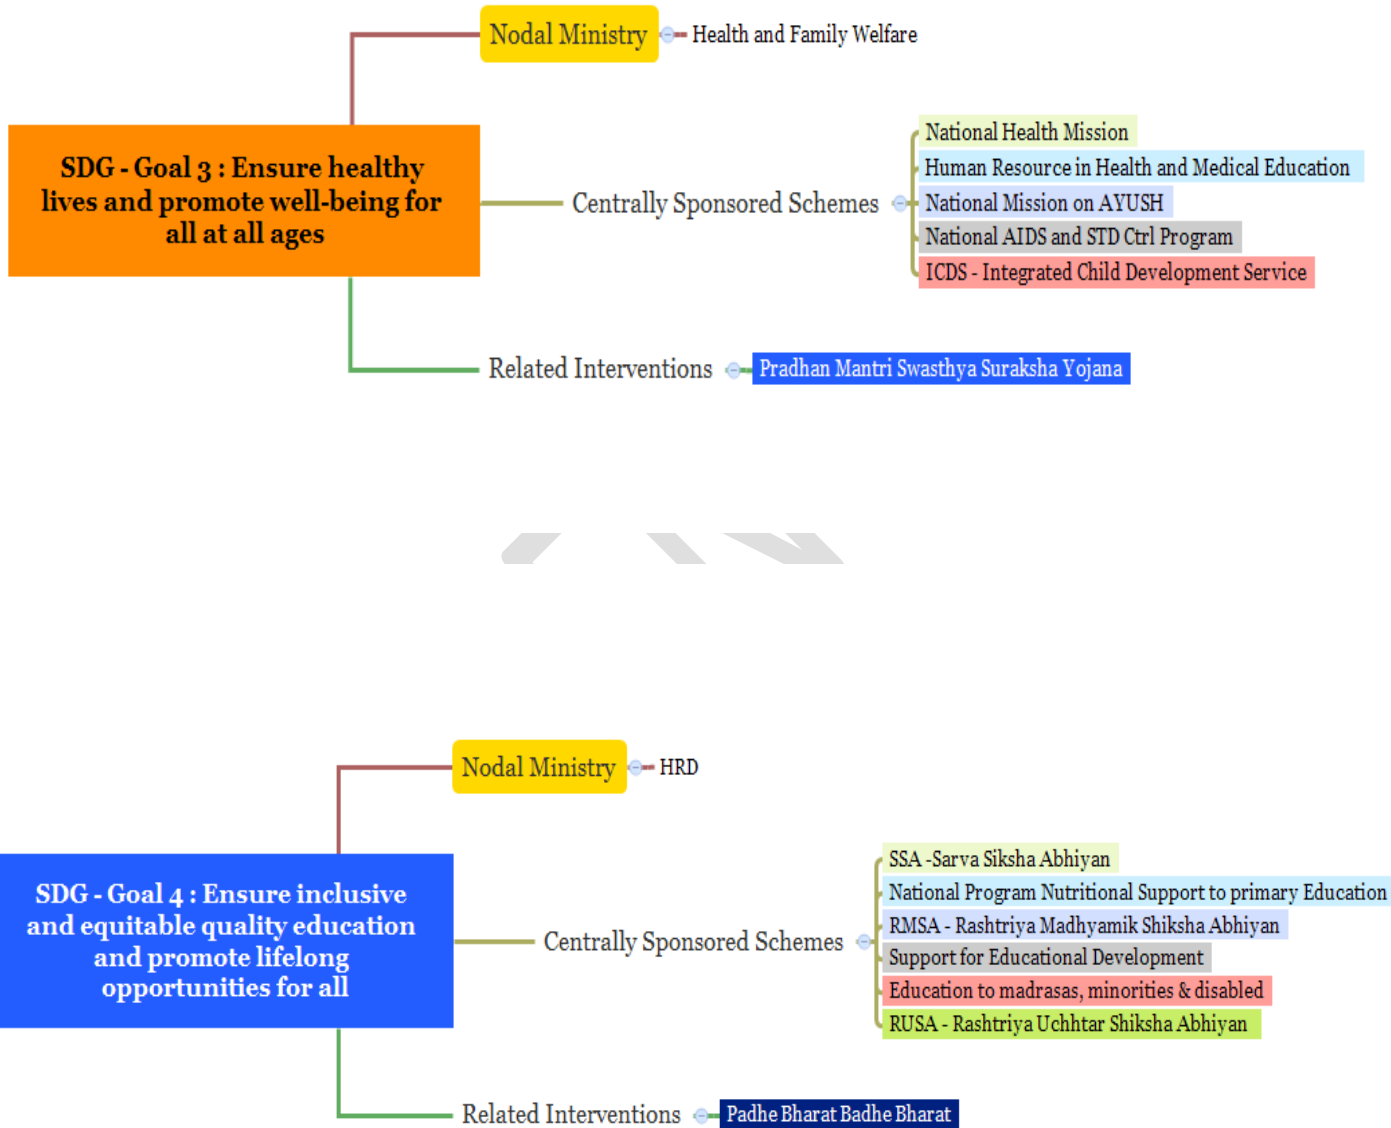 Nodal Ministry
Health and Family Welfare
SDG - Goal 3 : Ensure healthy
lives and promote well-being for
all at all ages
Centrally Sponsored Schemes
National Health Mission
Human Resource in Health and Medical Education
National Mission on AYUSH
National AIDS and STD Ctrl Program
ICDS - Integrated Child Development Service
Related Interventions
Pradhan Mantri Swasthya Suraksha Yojana
Nodal Ministry
HRD
SDG - Goal 4 : Ensure inclusive
and equitable quality education
and promote lifelong
opportunities for all
Centrally Sponsored Schemes
SSA -Sarva Siksha Abhiyan
National Program Nutritional Support to primary Education
RMSA - Rashtriya Madhyamik Shiksha Abhiyan
Support for Educational Development
Education to madrasas, minorities & disabled
RUSA - Rashtriya Uchhtar Shiksha Abhiyan
Related Interventions
Padhe Bharat Badhe Bharat